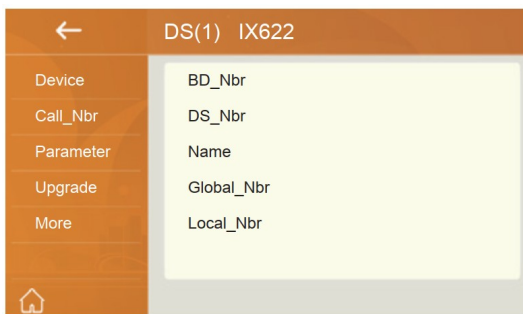 DS(1) IX622
Device
Call_Nbr
Parameter
Upgrade
More
BD_Nbr
DS_Nbr
Name
Global_Nbr
Local_Nbr